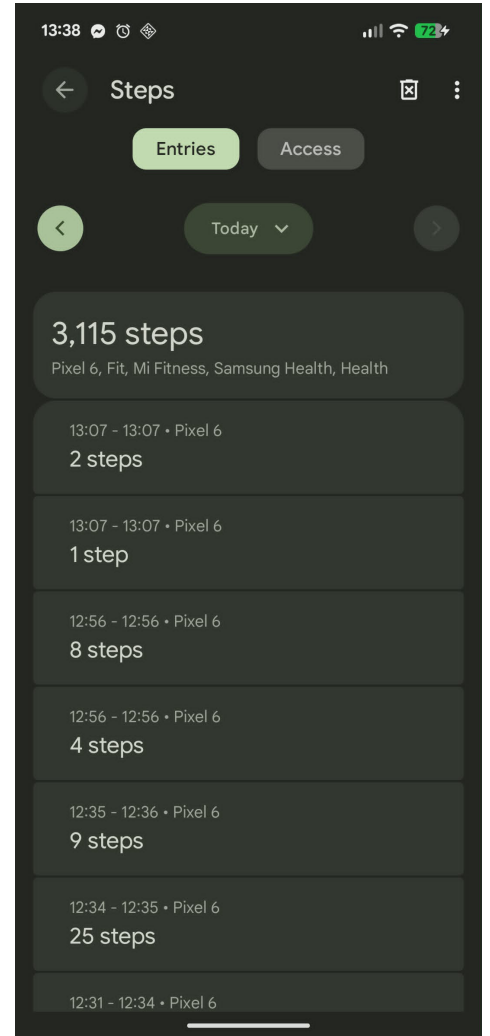 13:38
72
Steps
Entries
Access
Today
3,115 steps
Pixel 6, Fit, Mi Fitness, Samsung Health, Health
13:07 - 13:07 • Pixel 6
2 steps
13:07 - 13:07 • Pixel 6
1 step
12:56 - 12:56 • Pixel 6
8 steps
12:56 - 12:56 • Pixel 6
4 steps
12:35 - 12:36 • Pixel 6
9 steps
12:34 - 12:35 • Pixel 6
25 steps
12:31 - 12:34 • Pixel 6